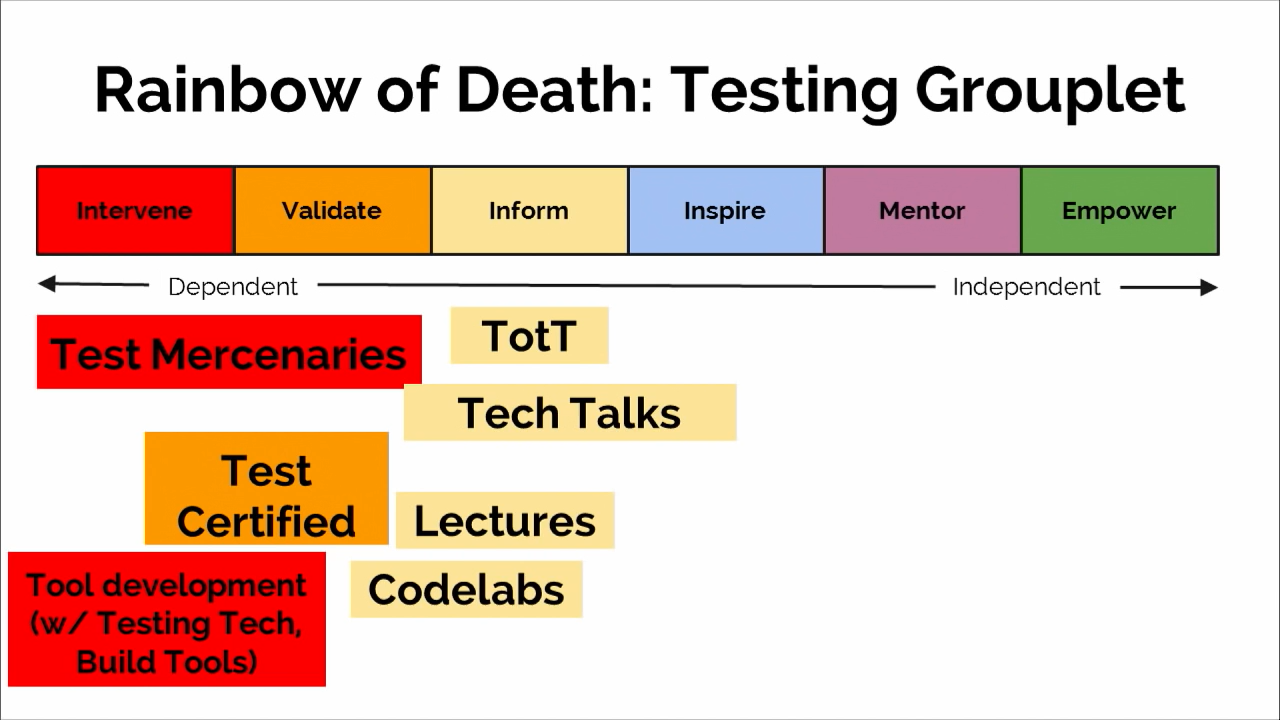 Rainbow of Death: Testing Grouplet
Intervene Validate Inform Inspire Mentor Empower
Dependent Independent
Test Mercenaries
TotT
Tech Talks
Test
Certified
Lectures
Codelabs
Tool development
(w/ Testing Tech,
Build Tools)